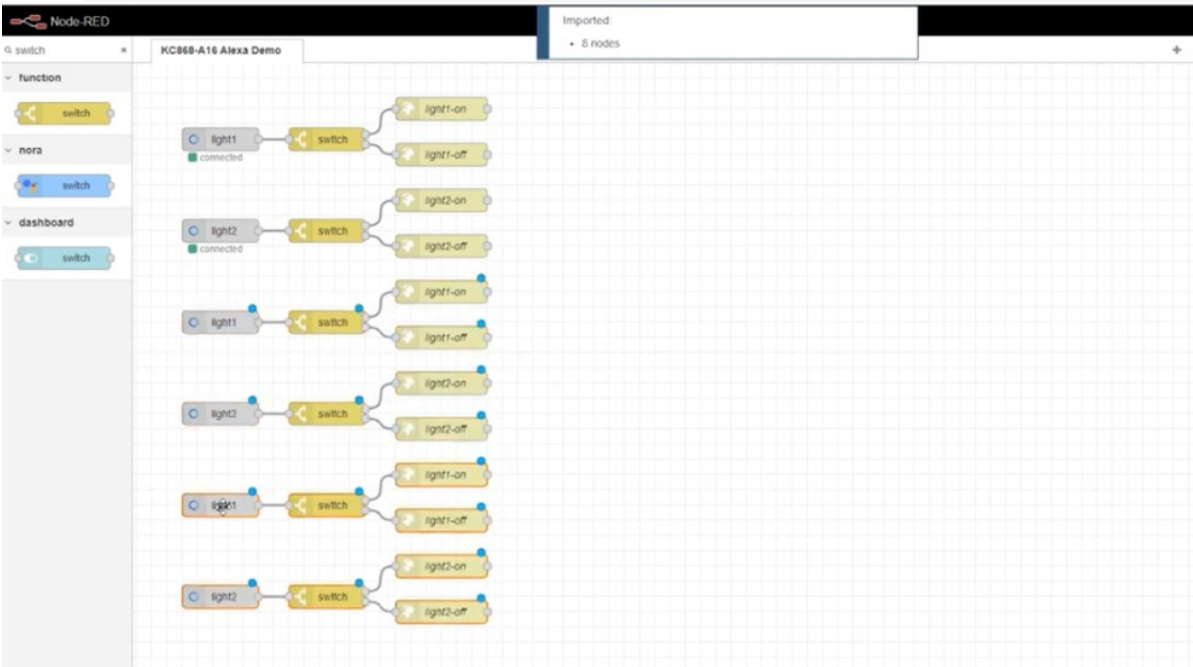 Node-RED
Imported:
• 8 nodes
switch
KC868-A16 Alexa Demo
function
switch
nora
switch
dashboard
switch
light1
connected
switch
light1-on
light1-off
light2
connected
switch
light2-on
light2-off
light1
switch
light1-on
light1-off
light2
switch
light2-on
light2-off
light1
switch
light1-on
light1-off
light2
switch
light2-on
light2-off